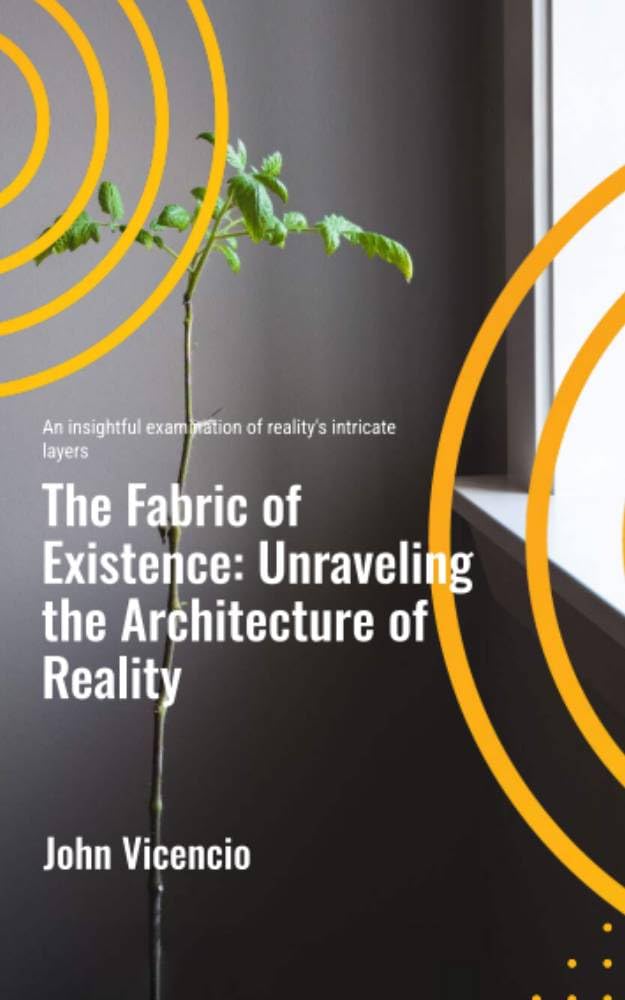 An insightful examination of reality's intricate
layers
The Fabric of
Existence: Unraveling
the Architecture of
Reality
John Vicencio